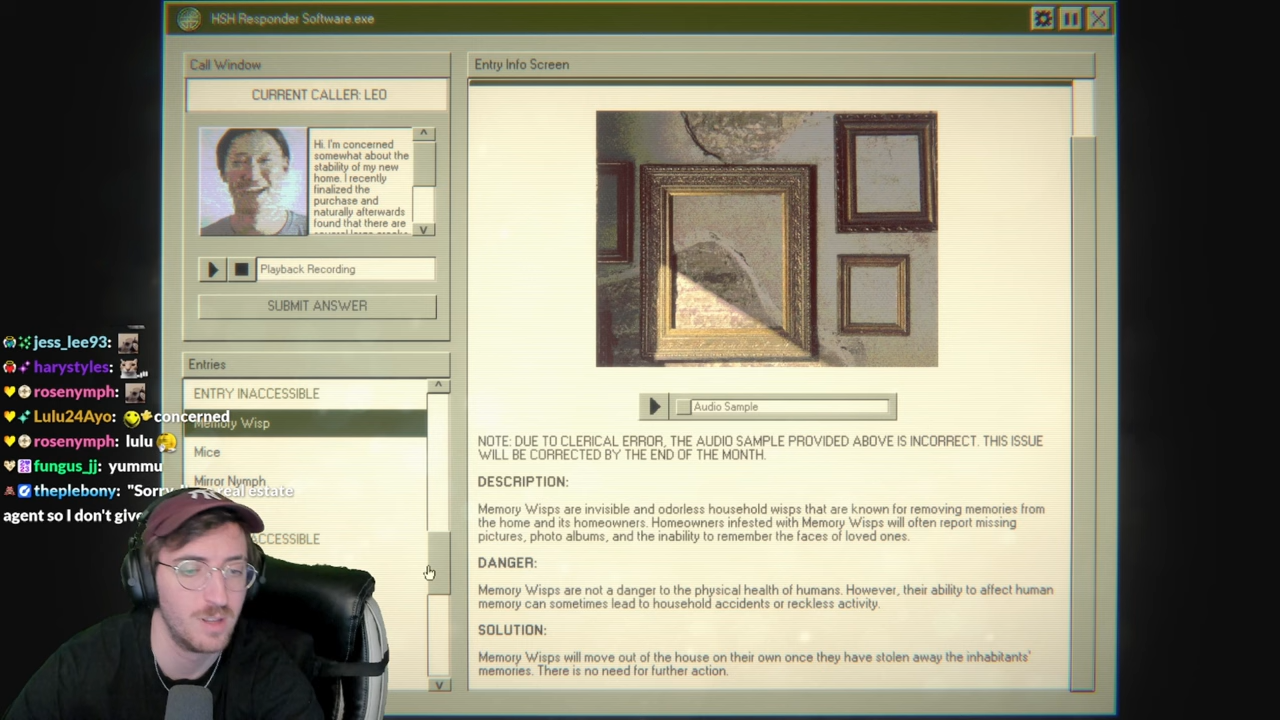 HSH Responder Software.exe
Call Window
CURRENT CALLER: LEO
Hi. I'm concerned
somewhat about the
stability of my new
home. I recently
finalized the
purchase and
naturally afterwards
found that there are
several large cracks
Playback Recording
SUBMIT ANSWER
Entries
ENTRY INACCESSIBLE
Memory Wisp
Mice
Mirror Nymph
ACCESSIBLE
Entry Info Screen
Audio Sample
NOTE: DUE TO CLERICAL ERROR, THE AUDIO SAMPLE PROVIDED ABOVE IS INCORRECT. THIS ISSUE
WILL BE CORRECTED BY THE END OF THE MONTH.
DESCRIPTION:
Memory Wisps are invisible and odorless household wisps that are known for removing memories from
the home and its homeowners. Homeowners infested with Memory Wisps will often report missing
pictures, photo albums, and the inability to remember the faces of loved ones.
DANGER:
Memory Wisps are not a danger to the physical health of humans. However, their ability to affect human
memory can sometimes lead to household accidents or reckless activity.
SOLUTION:
Memory Wisps will move out of the house on their own once they have stolen away the inhabitants'
memories. There is no need for further action.
jess_lee93:
harystyles:
rosenymph:
Lulu24Ayo: concerned
rosenymph: lulu
fungus_jj: yummu
theplebony: "Sorry, real estate
agent so I don't give